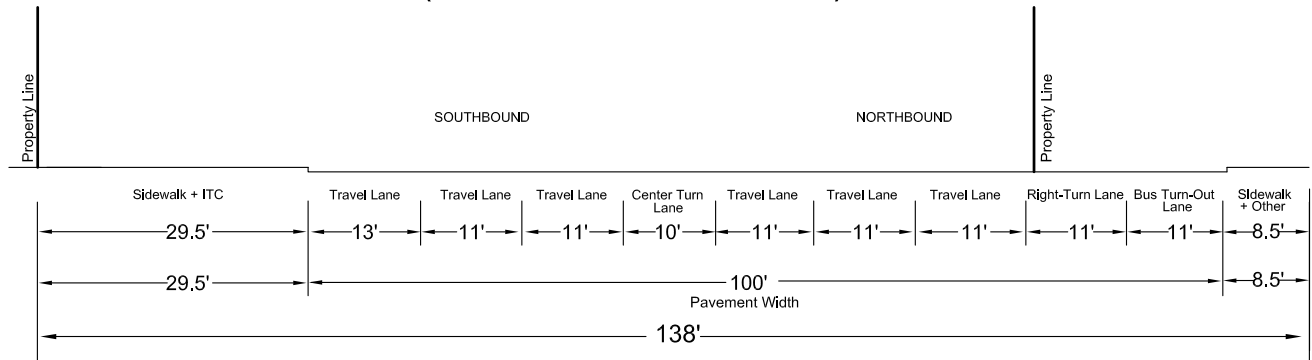 Property Line
SOUTHBOUND
NORTHBOUND
Property Line
Sidewalk + ITC
Travel Lane
Travel Lane
Travel Lane
Center Turn
Lane
Travel Lane
Travel Lane
Travel Lane
Right-Turn Lane
Bus Turn-Out
Lane
SIdewalk
+ Other
29.5'
13'
11'
11'
10'
11'
11'
11'
11'
11'
8.5'
29.5'
100'
8.5'
Pavement Width
138'